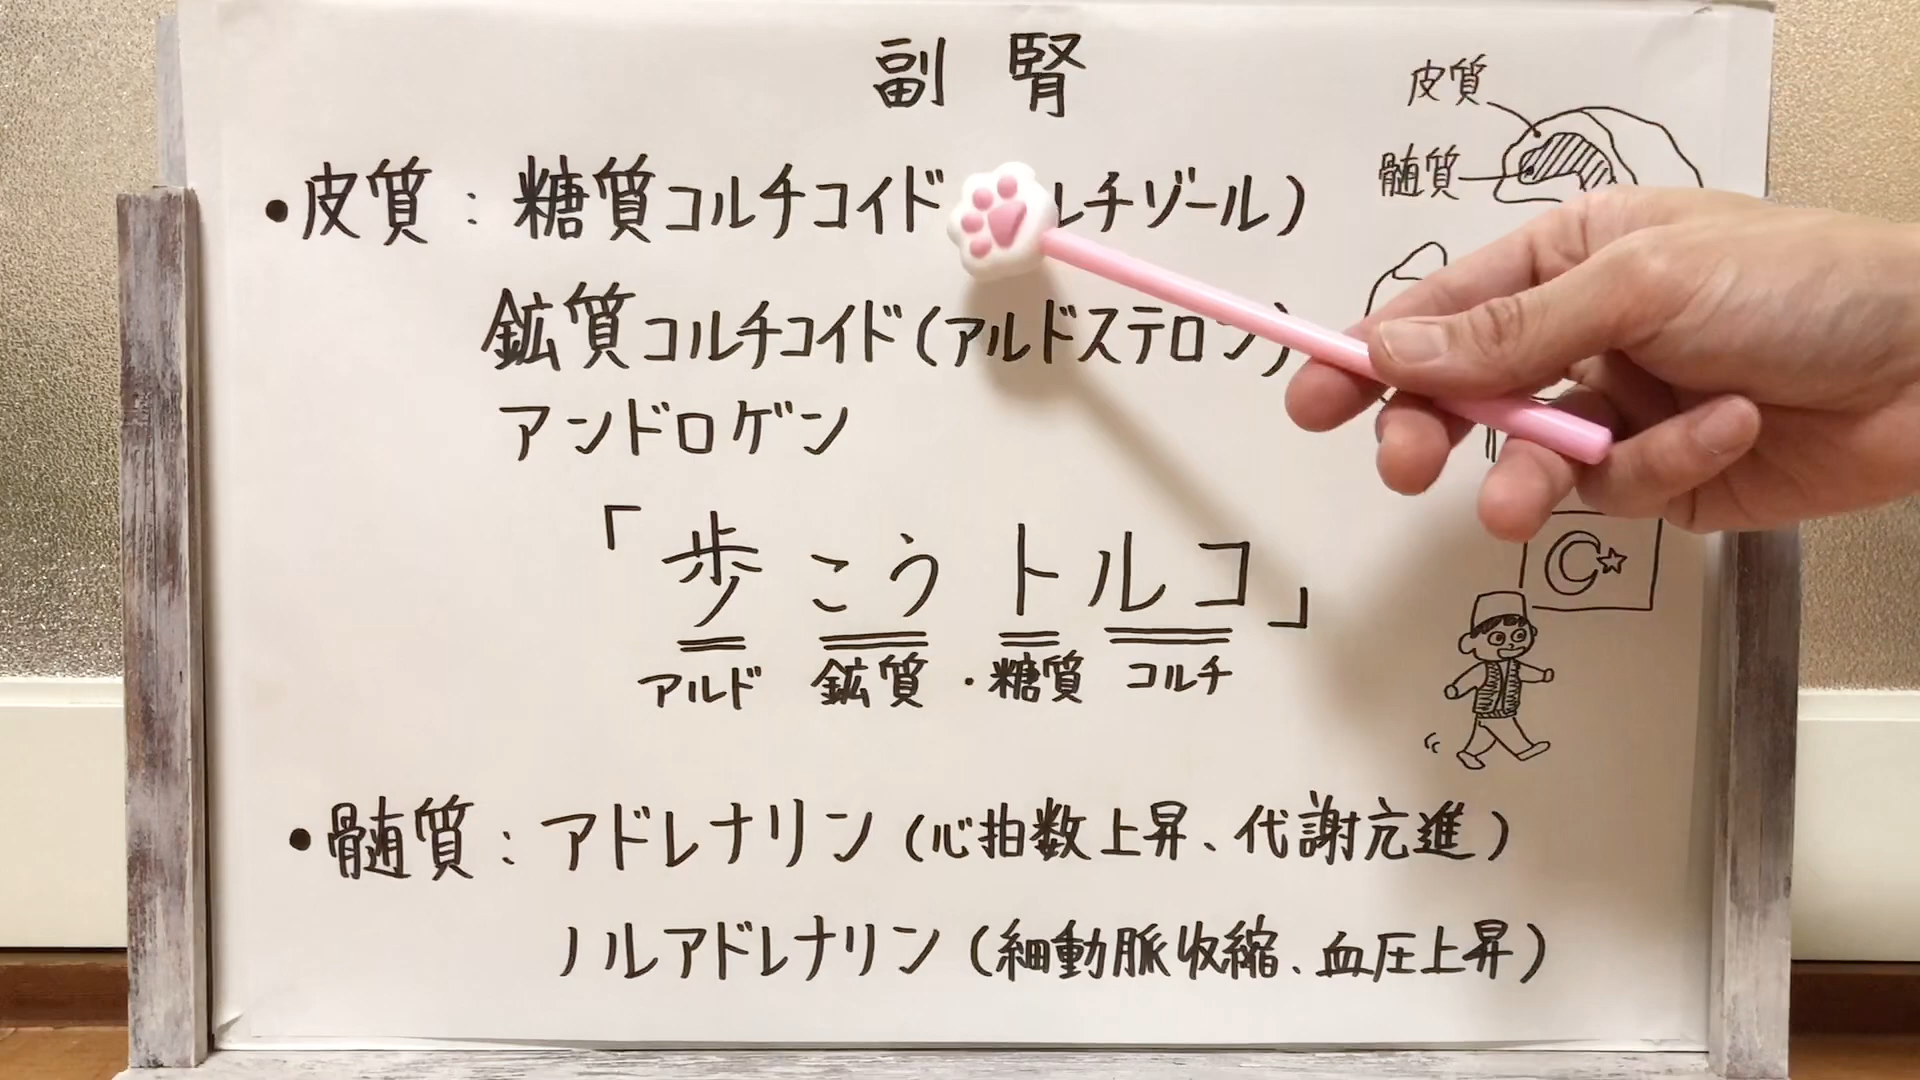 副腎
皮質
髄質
•皮質：糖質コルチコイド ルチゾール）
鉱質コルチコイド（アルドステロン）
アンドロゲン
「歩こうトルコ」
アルド 鉱質・糖質 コルチ
•髄質：アドレナリン（心拍数上昇、代謝亢進）
ノルアドレナリン（細動脈収縮、血圧上昇）